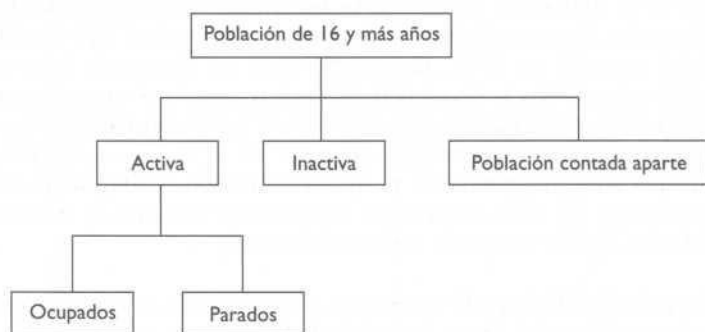 Población de 16 y más años
Activa
Inactiva
Población contada aparte
Ocupados
Parados